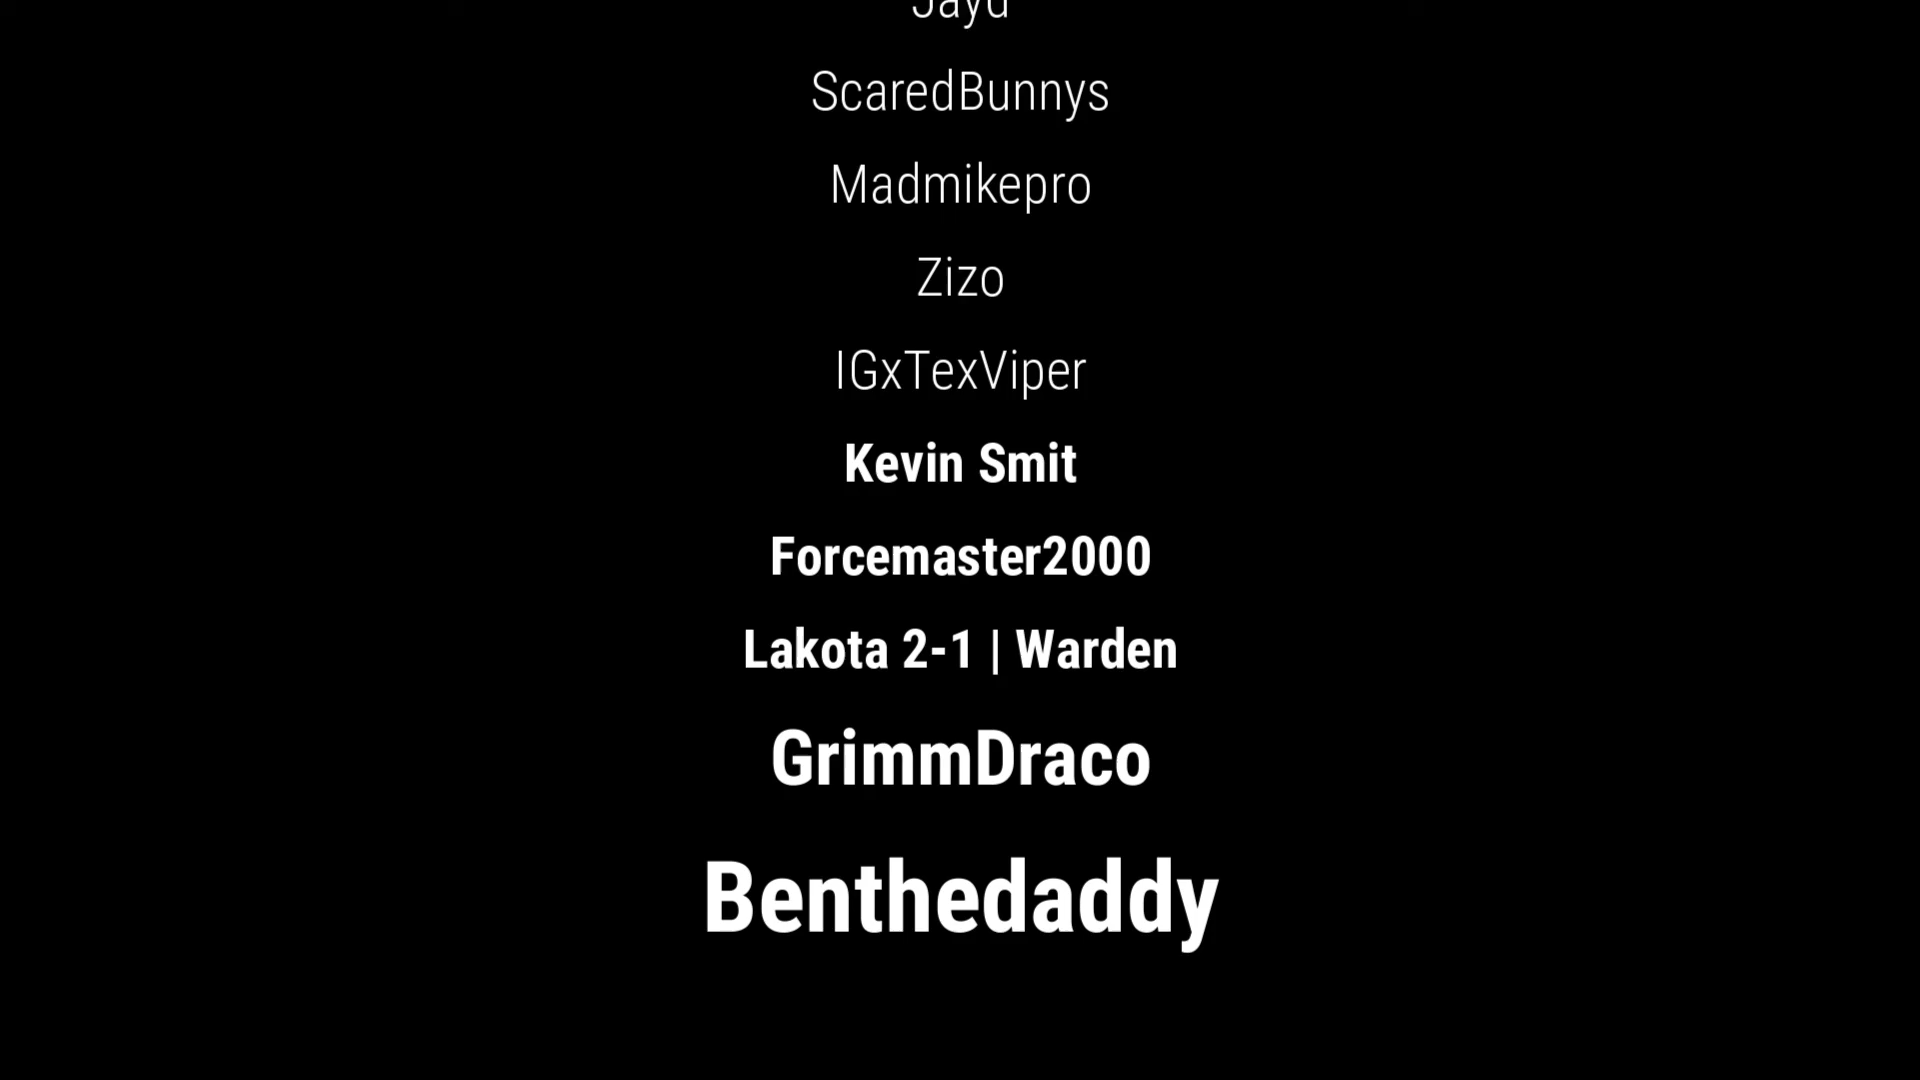 ScaredBunnys
Madmikepro
Zizo
IGxTexViper
Kevin Smit
Forcemaster2000
Lakota 2-1 | Warden
GrimmDraco
Benthedaddy